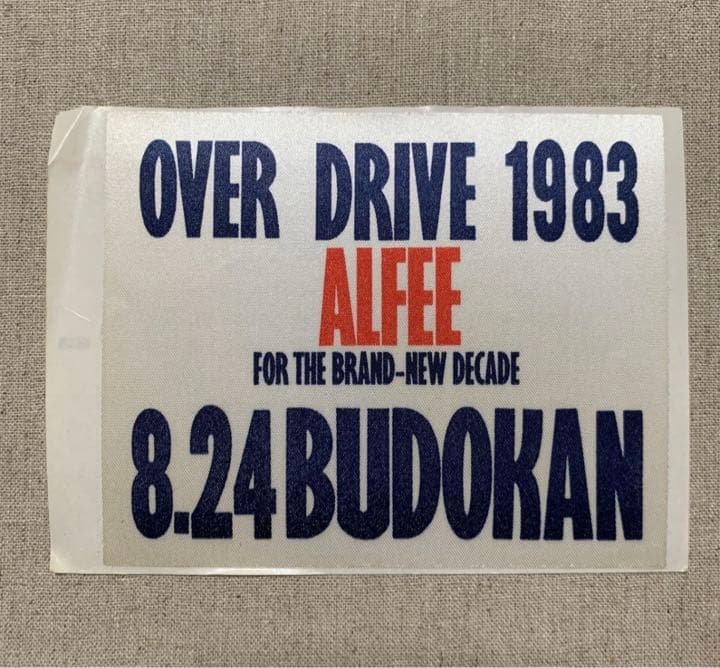 OVER DRIVE 1983
ALFEE
FOR THE BRAND-NEW DECADE
8.24 BUDOKAN